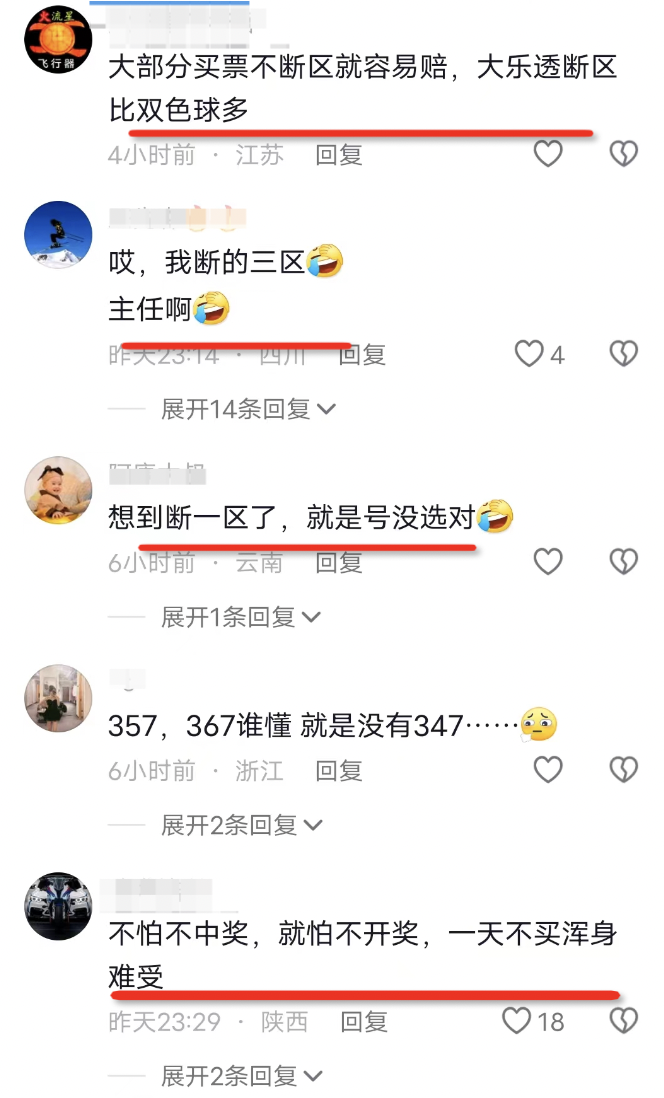 火流星
飞行器
大部分买票不断区就容易赔，大乐透断区
比双色球多
4小时前 · 江苏 回复
哎，我断的三区🤣
主任啊🤣
昨天23:14 · 四川 回复 4
展开14条回复
想到断一区了，就是号没选对🤣
6小时前 · 云南 回复
展开1条回复
357，367谁懂 就是没有347……😥
6小时前 · 浙江 回复
展开2条回复
不怕不中奖，就怕不开奖，一天不买浑身
难受
昨天23:29 · 陕西 回复 18
展开2条回复